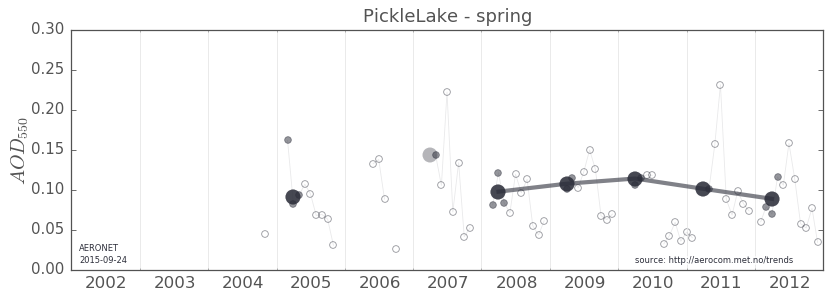 PickleLake - spring
0.30
0.25
0.20
0.15
0.10
0.05
0.00
AOD550
AERONET
2015-09-24
source: http://aerocom.met.no/trends
2002 2003 2004 2005 2006 2007 2008 2009 2010 2011 2012